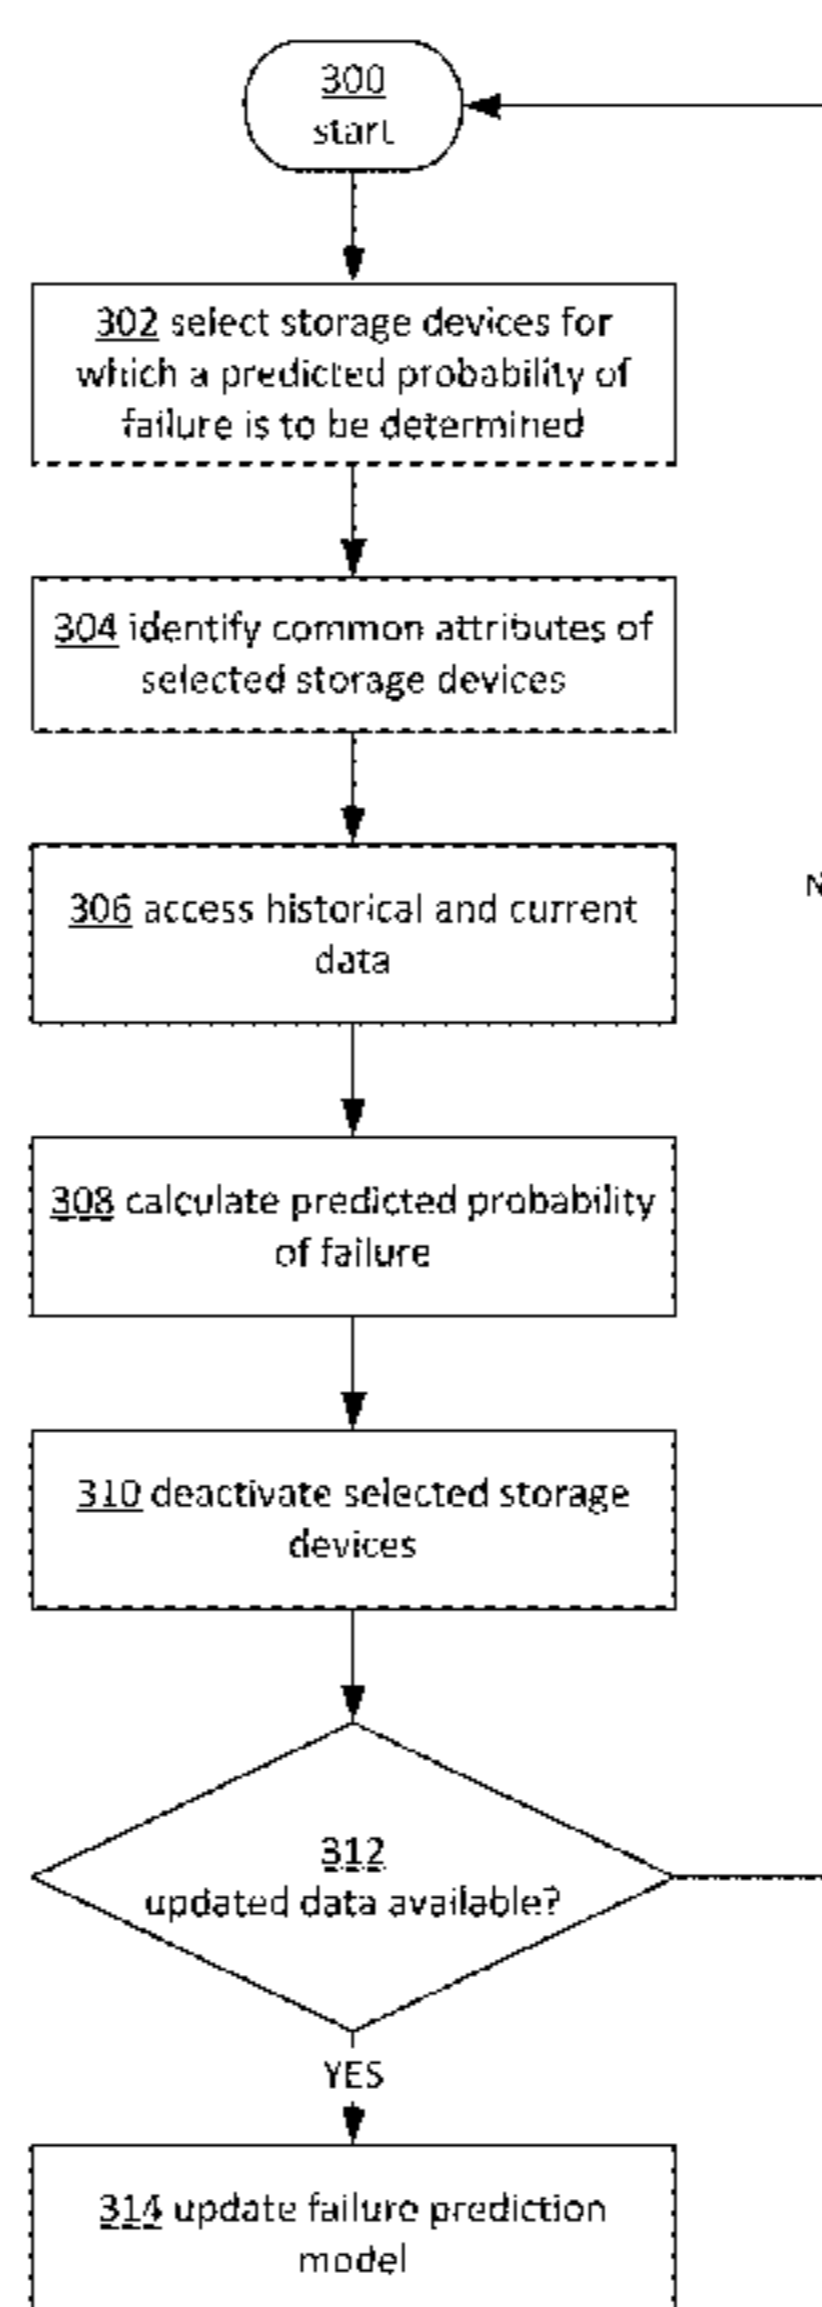 300
start
302 select storage devices for
which a predicted probability of
failure is to be determined
304 identify common attributes of
selected storage devices
306 access historical and current
data
308 calculate predicted probability
of failure
310 deactivate selected storage
devices
312
updated data available?
YES
314 update failure prediction
model